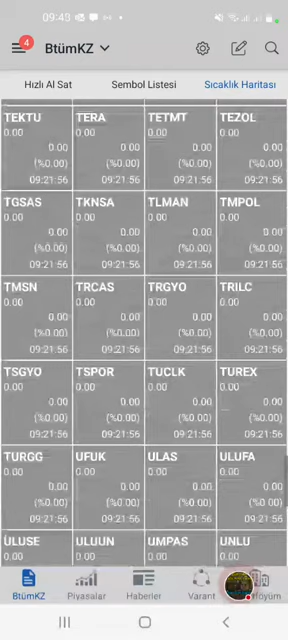 09:43
4
BtümKZ
Hızlı Al Sat Sembol Listesi Sıcaklık Haritası
TEKTU TERA TETMT TEZOL
0.00 0.00 0.00 0.00
0.00 0.00 0.00 0.00
(%0.00) (%0.00) (%0.00) (%0.00)
09:21:56 09:21:56 09:21:56 09:21:56
TGSAS TKNSA TLMAN TMPOL
0.00 0.00 0.00 0.00
0.00 0.00 0.00 0.00
(%0.00) (%0.00) (%0.00) (%0.00)
09:21:56 09:21:56 09:21:56 09:21:56
TMSN TRCAS TRGYO TRILC
0.00 0.00 0.00 0.00
0.00 0.00 0.00 0.00
(%0.00) (%0.00) (%0.00) (%0.00)
09:21:56 09:21:56 09:21:56 09:21:56
TSGYO TSPOR TUCLK TUREX
0.00 0.00 0.00 0.00
0.00 0.00 0.00 0.00
(%0.00) (%0.00) (%0.00) (%0.00)
09:21:56 09:21:56 09:21:56 09:21:56
TURGG UFUK ULAS ULUFA
0.00 0.00 0.00 0.00
0.00 0.00 0.00 0.00
(%0.00) (%0.00) (%0.00) (%0.00)
09:21:56 09:21:56 09:21:56 09:21:56
ULUSE ULUUN UMPAS UNLU
0.00 0.00 0.00 0.00
BtümKZ Piyasalar Haberler Varant